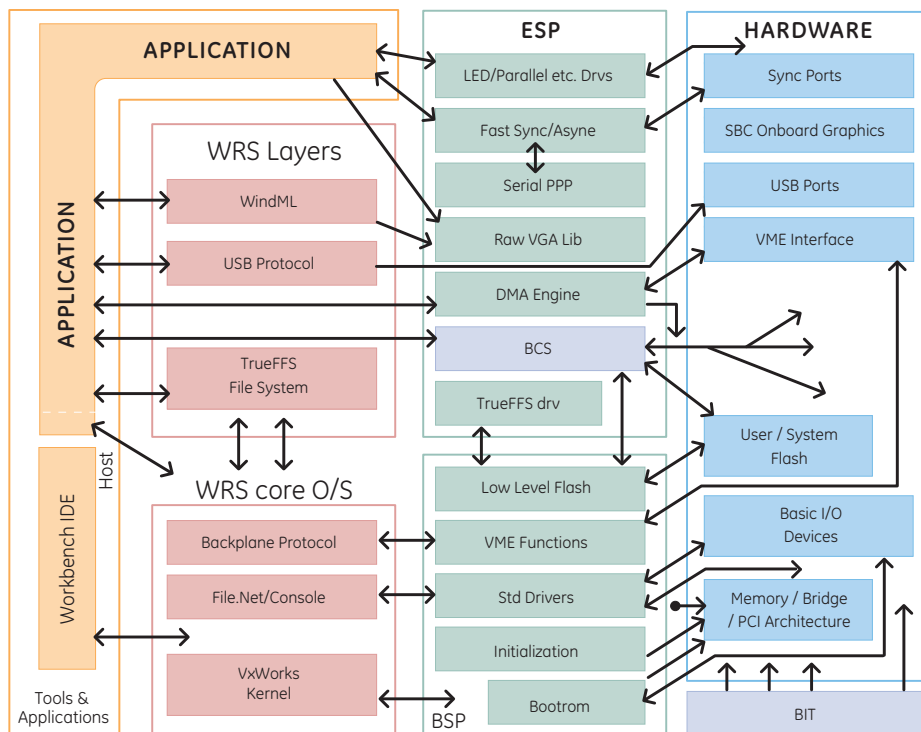 APPLICATION
APPLICATION
Host
Workbench IDE
Tools &
Applications
WRS Layers
WindML
USB Protocol
TrueFFS
File System
WRS core O/S
Backplane Protocol
File.Net/Console
VxWorks
Kernel
ESP
LED/Parallel etc. Drvs
Fast Sync/Asyne
Serial PPP
Raw VGA Lib
DMA Engine
BCS
TrueFFS drv
Low Level Flash
VME Functions
Std Drivers
Initialization
Bootrom
BSP
HARDWARE
Sync Ports
SBC Onboard Graphics
USB Ports
VME Interface
User / System
Flash
Basic I/O
Devices
Memory / Bridge
/ PCI Architecture
BIT